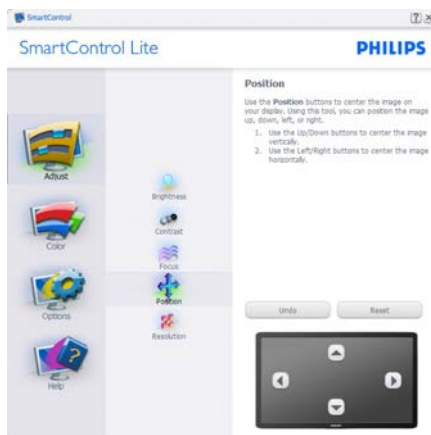 SmartControl
SmartControl Lite
PHILIPS
Adjust
Color
Options
Help
Brightness
Contrast
Focus
Position
Resolution
Position
Use the Position buttons to center the image on
your display. Using this tool, you can position the image
up, down, left, or right.
1. Use the Up/Down buttons to center the image
vertically.
2. Use the Left/Right buttons to center the image
horizontally.
Undo
Reset